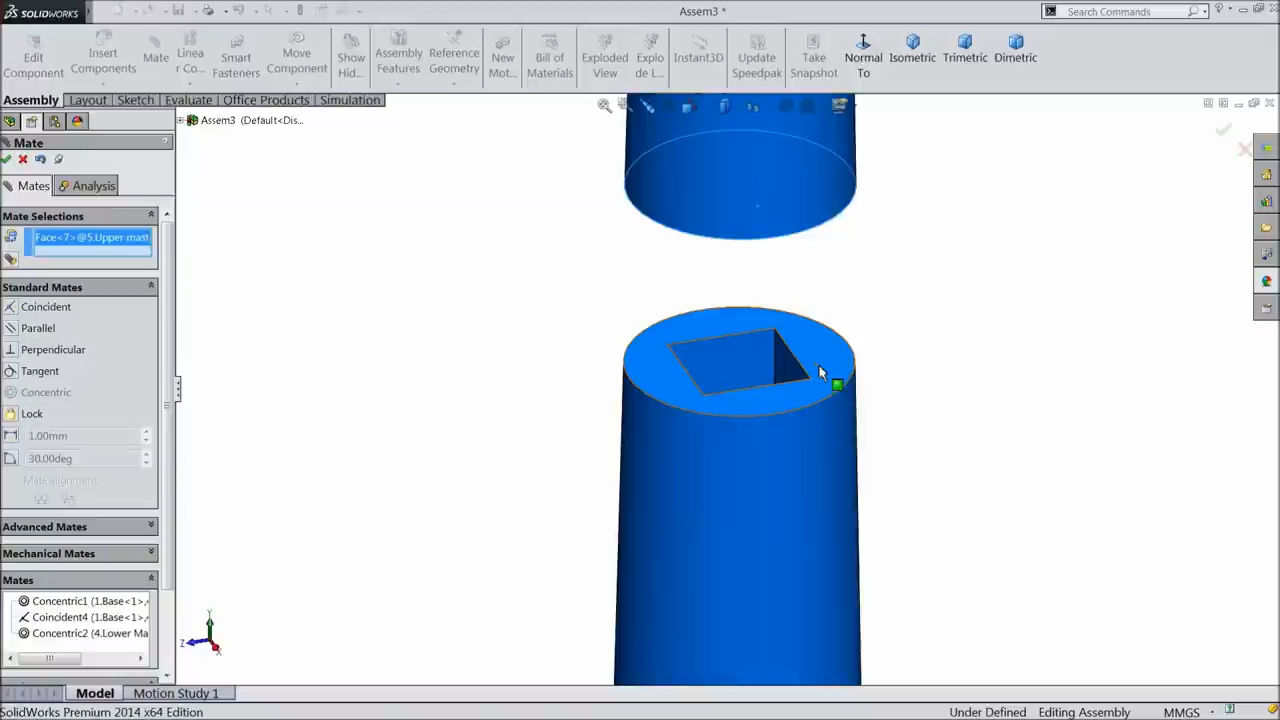 SOLIDWORKS
Assem3 *
Search Commands
Edit Component
Insert Components
Mate
Linea r Co...
Smart Fasteners
Move Component
Show Hid...
Assembly Features
Reference Geometry
New Mot...
Bill of Materials
Exploded View
Explo de L...
Instant3D
Update Speedpak
Take Snapshot
Normal To
Isometric
Trimetric
Dimetric
Assembly Layout Sketch Evaluate Office Products Simulation
Assem3 (Default<Dis...
Mate
?
Mates Analysis
Mate Selections
Face<7>@5.Upper mast
Standard Mates
Coincident
Parallel
Perpendicular
Tangent
Concentric
Lock
1.00mm
30.00deg
Mate alignment:
Advanced Mates
Mechanical Mates
Mates
Concentric1 (1.Base<1>,
Coincident4 (1.Base<1>,
Concentric2 (4.Lower Ma
Y
Z
X
Model Motion Study 1
SolidWorks Premium 2014 x64 Edition
Under Defined Editing Assembly MMGS